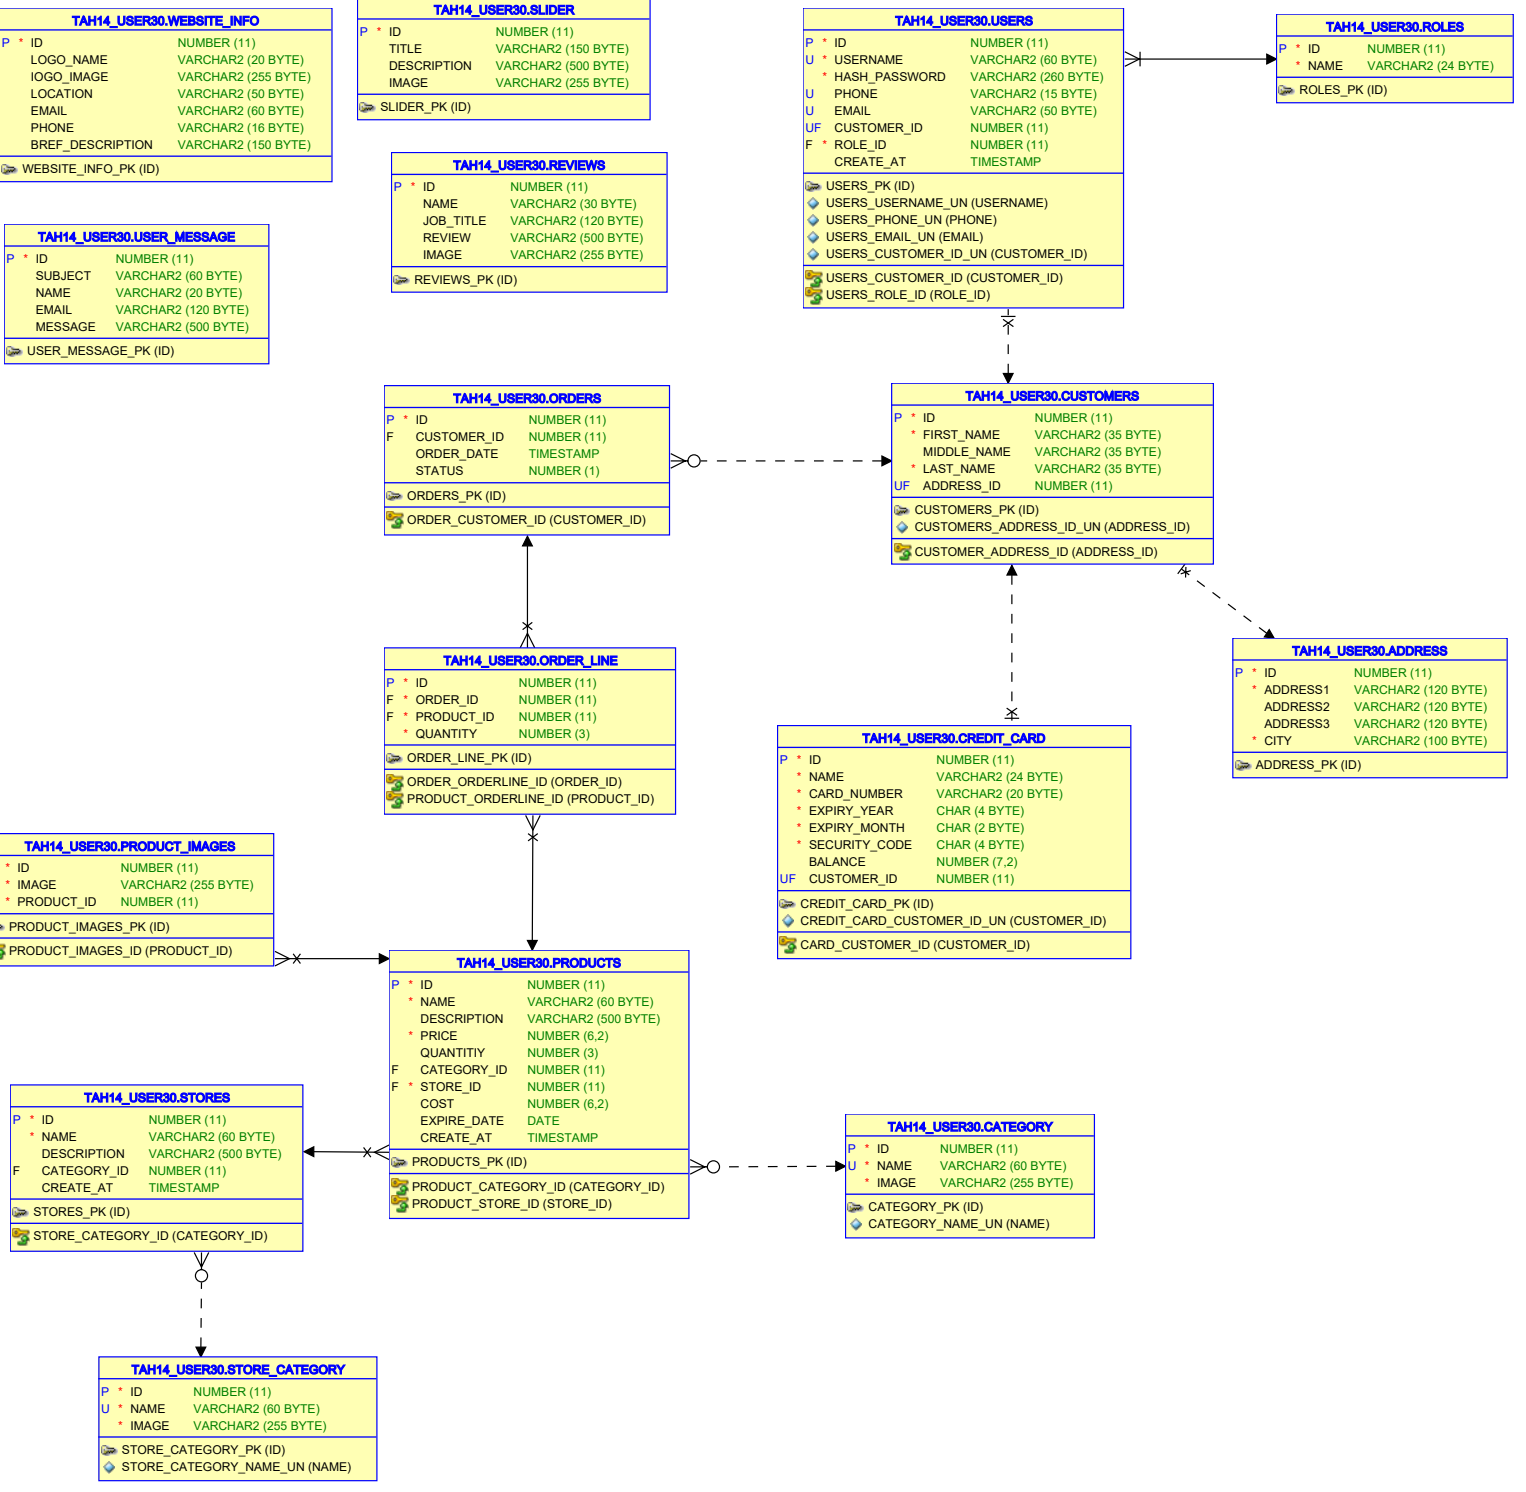 TAH14_USER30.WEBSITE_INFO
P * ID NUMBER (11)
LOGO_NAME VARCHAR2 (20 BYTE)
lOGO_IMAGE VARCHAR2 (255 BYTE)
LOCATION VARCHAR2 (50 BYTE)
EMAIL VARCHAR2 (60 BYTE)
PHONE VARCHAR2 (16 BYTE)
BREF_DESCRIPTION VARCHAR2 (150 BYTE)
WEBSITE_INFO_PK (ID)
TAH14_USER30.SLIDER
P * ID NUMBER (11)
TITLE VARCHAR2 (150 BYTE)
DESCRIPTION VARCHAR2 (500 BYTE)
IMAGE VARCHAR2 (255 BYTE)
SLIDER_PK (ID)
TAH14_USER30.USERS
P * ID NUMBER (11)
U * USERNAME VARCHAR2 (60 BYTE)
* HASH_PASSWORD VARCHAR2 (260 BYTE)
U PHONE VARCHAR2 (15 BYTE)
U EMAIL VARCHAR2 (50 BYTE)
UF CUSTOMER_ID NUMBER (11)
F * ROLE_ID NUMBER (11)
CREATE_AT TIMESTAMP
USERS_PK (ID)
USERS_USERNAME_UN (USERNAME)
USERS_PHONE_UN (PHONE)
USERS_EMAIL_UN (EMAIL)
USERS_CUSTOMER_ID_UN (CUSTOMER_ID)
USERS_CUSTOMER_ID (CUSTOMER_ID)
USERS_ROLE_ID (ROLE_ID)
TAH14_USER30.ROLES
P * ID NUMBER (11)
* NAME VARCHAR2 (24 BYTE)
ROLES_PK (ID)
TAH14_USER30.REVIEWS
P * ID NUMBER (11)
NAME VARCHAR2 (30 BYTE)
JOB_TITLE VARCHAR2 (120 BYTE)
REVIEW VARCHAR2 (500 BYTE)
IMAGE VARCHAR2 (255 BYTE)
REVIEWS_PK (ID)
TAH14_USER30.USER_MESSAGE
P * ID NUMBER (11)
SUBJECT VARCHAR2 (60 BYTE)
NAME VARCHAR2 (20 BYTE)
EMAIL VARCHAR2 (120 BYTE)
MESSAGE VARCHAR2 (500 BYTE)
USER_MESSAGE_PK (ID)
TAH14_USER30.ORDERS
P * ID NUMBER (11)
F CUSTOMER_ID NUMBER (11)
ORDER_DATE TIMESTAMP
STATUS NUMBER (1)
ORDERS_PK (ID)
ORDER_CUSTOMER_ID (CUSTOMER_ID)
TAH14_USER30.CUSTOMERS
P * ID NUMBER (11)
* FIRST_NAME VARCHAR2 (35 BYTE)
MIDDLE_NAME VARCHAR2 (35 BYTE)
* LAST_NAME VARCHAR2 (35 BYTE)
UF ADDRESS_ID NUMBER (11)
CUSTOMERS_PK (ID)
CUSTOMERS_ADDRESS_ID_UN (ADDRESS_ID)
CUSTOMER_ADDRESS_ID (ADDRESS_ID)
TAH14_USER30.ORDER_LINE
P * ID NUMBER (11)
F * ORDER_ID NUMBER (11)
F * PRODUCT_ID NUMBER (11)
* QUANTITY NUMBER (3)
ORDER_LINE_PK (ID)
ORDER_ORDERLINE_ID (ORDER_ID)
PRODUCT_ORDERLINE_ID (PRODUCT_ID)
TAH14_USER30.ADDRESS
P * ID NUMBER (11)
* ADDRESS1 VARCHAR2 (120 BYTE)
ADDRESS2 VARCHAR2 (120 BYTE)
ADDRESS3 VARCHAR2 (120 BYTE)
* CITY VARCHAR2 (100 BYTE)
ADDRESS_PK (ID)
TAH14_USER30.CREDIT_CARD
P * ID NUMBER (11)
* NAME VARCHAR2 (24 BYTE)
* CARD_NUMBER VARCHAR2 (20 BYTE)
* EXPIRY_YEAR CHAR (4 BYTE)
* EXPIRY_MONTH CHAR (2 BYTE)
* SECURITY_CODE CHAR (4 BYTE)
BALANCE NUMBER (7,2)
UF CUSTOMER_ID NUMBER (11)
CREDIT_CARD_PK (ID)
CREDIT_CARD_CUSTOMER_ID_UN (CUSTOMER_ID)
CARD_CUSTOMER_ID (CUSTOMER_ID)
TAH14_USER30.PRODUCT_IMAGES
* ID NUMBER (11)
* IMAGE VARCHAR2 (255 BYTE)
* PRODUCT_ID NUMBER (11)
PRODUCT_IMAGES_PK (ID)
PRODUCT_IMAGES_ID (PRODUCT_ID)
TAH14_USER30.PRODUCTS
P * ID NUMBER (11)
* NAME VARCHAR2 (60 BYTE)
DESCRIPTION VARCHAR2 (500 BYTE)
* PRICE NUMBER (6,2)
QUANTITIY NUMBER (3)
F CATEGORY_ID NUMBER (11)
F * STORE_ID NUMBER (11)
COST NUMBER (6,2)
EXPIRE_DATE DATE
CREATE_AT TIMESTAMP
PRODUCTS_PK (ID)
PRODUCT_CATEGORY_ID (CATEGORY_ID)
PRODUCT_STORE_ID (STORE_ID)
TAH14_USER30.STORES
P * ID NUMBER (11)
* NAME VARCHAR2 (60 BYTE)
DESCRIPTION VARCHAR2 (500 BYTE)
F CATEGORY_ID NUMBER (11)
CREATE_AT TIMESTAMP
STORES_PK (ID)
STORE_CATEGORY_ID (CATEGORY_ID)
TAH14_USER30.CATEGORY
P * ID NUMBER (11)
U * NAME VARCHAR2 (60 BYTE)
* IMAGE VARCHAR2 (255 BYTE)
CATEGORY_PK (ID)
CATEGORY_NAME_UN (NAME)
TAH14_USER30.STORE_CATEGORY
P * ID NUMBER (11)
U * NAME VARCHAR2 (60 BYTE)
* IMAGE VARCHAR2 (255 BYTE)
STORE_CATEGORY_PK (ID)
STORE_CATEGORY_NAME_UN (NAME)